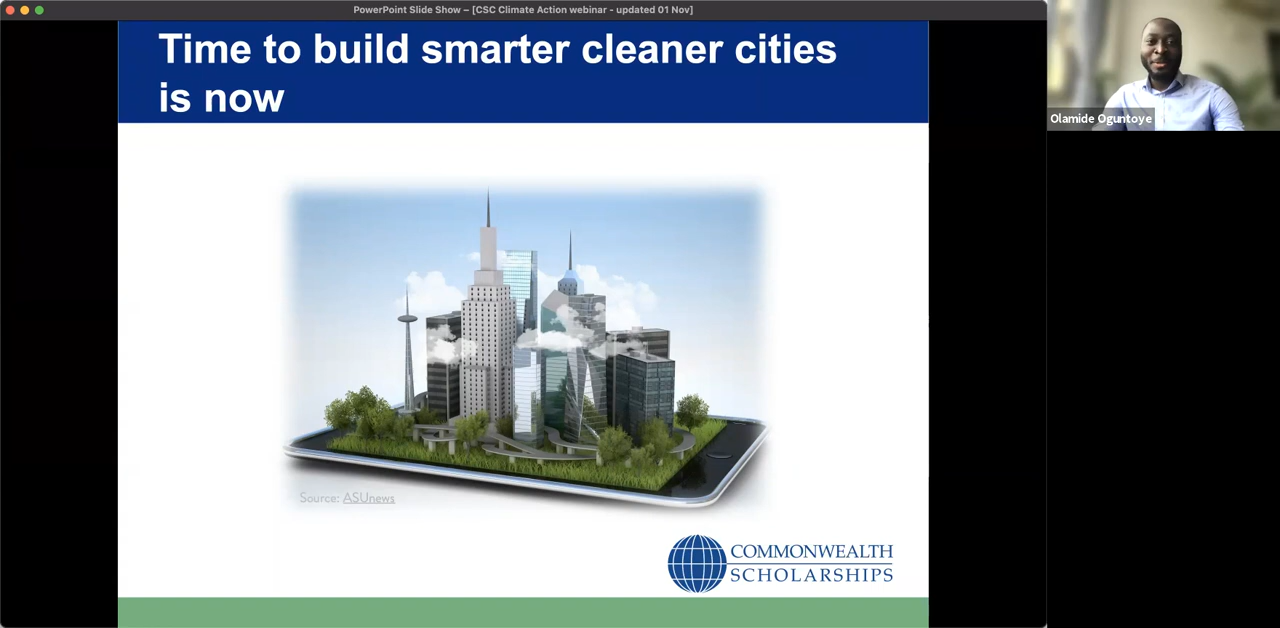 PowerPoint Slide Show – [CSC Climate Action webinar - updated 01 Nov]
Time to build smarter cleaner cities
is now
Olamide Oguntoye
Source: ASUnews
COMMONWEALTH
SCHOLARSHIPS